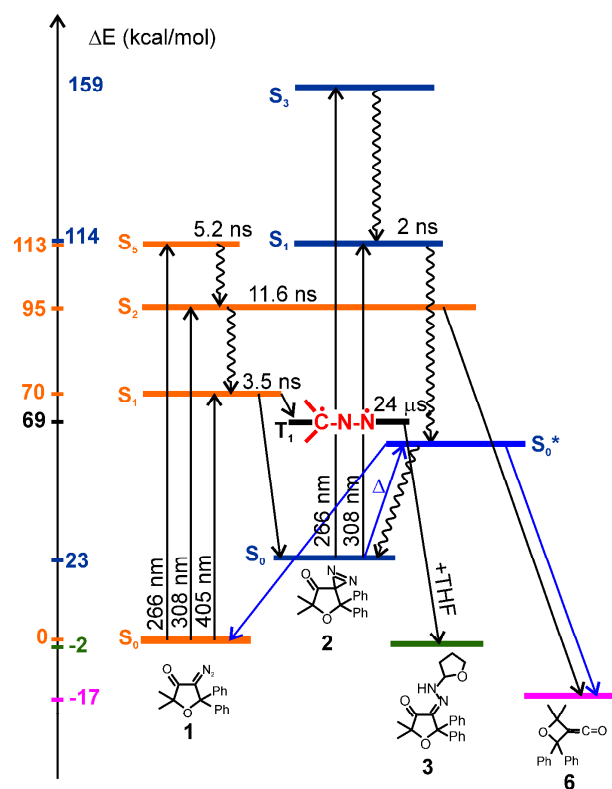 ΔE (kcal/mol)
159
S3
5.2 ns
2 ns
114
113
S5
S1
11.6 ns
95
S2
70
S1
3.5 ns
69
T1
C-N-N
24 μs
S0*
266 nm
308 nm
Δ
266 nm
308 nm
405 nm
+THF
23
S0
N
N
O
Ph
O
Ph
2
0
S0
-2
O
N2
Ph
O
Ph
1
O
HN
N
O
Ph
O
Ph
3
-17
O
C=O
Ph
Ph
6